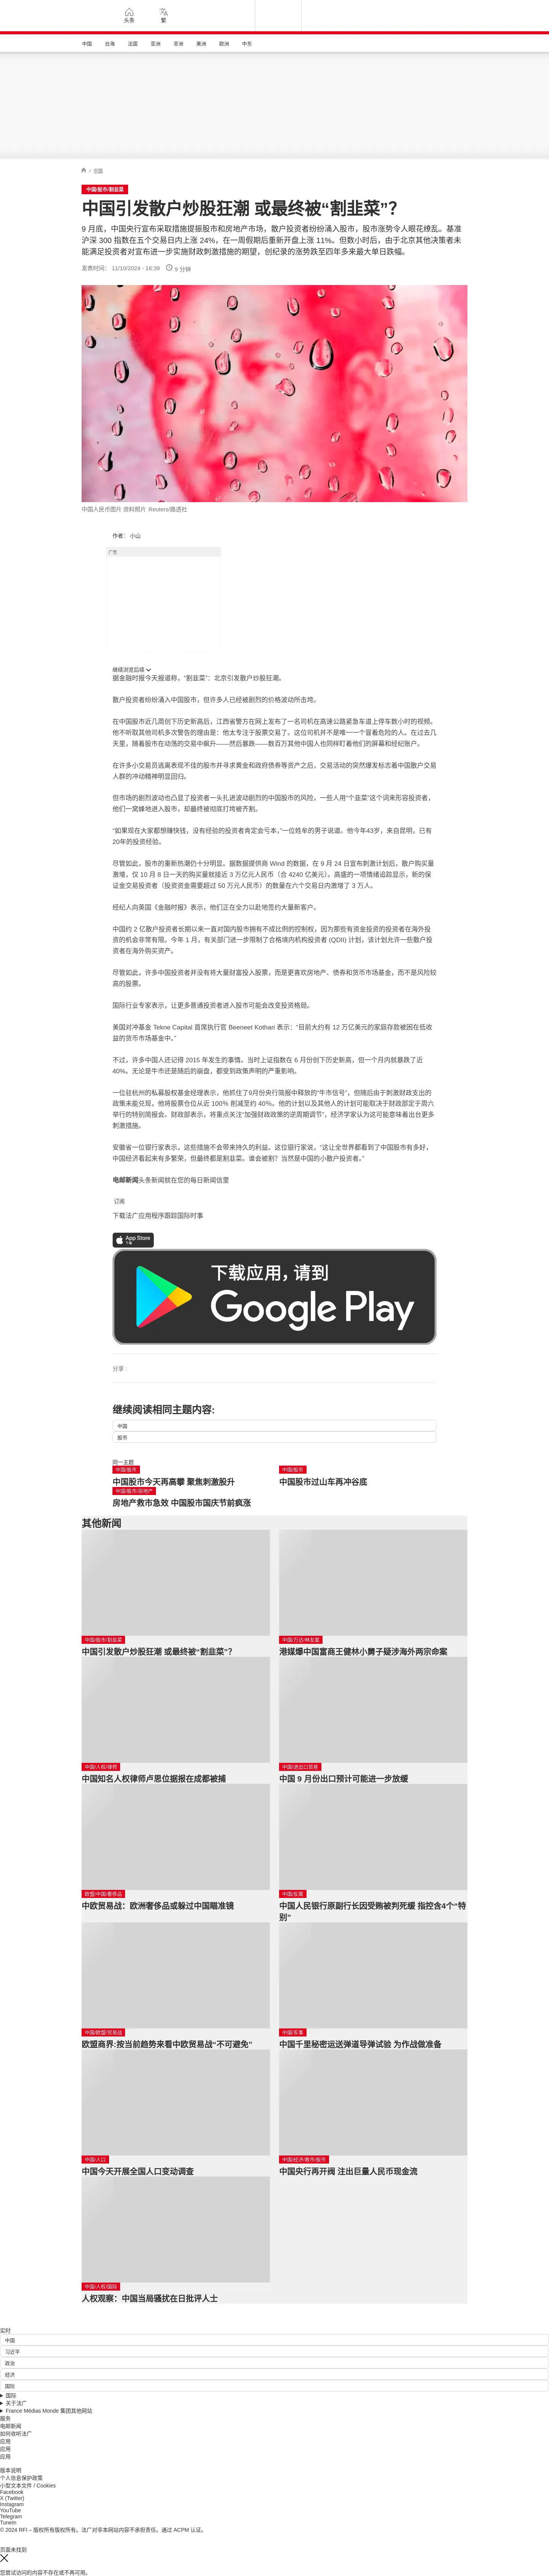 头条
繁
中国
台海
法国
亚洲
非洲
美洲
欧洲
中东
/ 中国
中国/股市/割韭菜
中国引发散户炒股狂潮 或最终被“割韭菜”？
9 月底，中国央行宣布采取措施提振股市和房地产市场，散户投资者纷纷涌入股市，股市涨势令人眼花缭乱。基准
沪深 300 指数在五个交易日内上涨 24%，在一周假期后重新开盘上涨 11%。但数小时后，由于北京其他决策者未
能满足投资者对宣布进一步实施财政刺激措施的期望，创纪录的涨势跌至四年多来最大单日跌幅。
发表时间： 11/10/2024 - 16:39
9 分钟
中国人民币图片 资料照片 Reuters/路透社
作者： 小山
广告
继续浏览后续
据金融时报今天报道称，“割韭菜”：北京引发散户炒股狂潮。
散户投资者纷纷涌入中国股市，但许多人已经被剧烈的价格波动所击垮。
在中国股市近几周创下历史新高后，江西省警方在网上发布了一名司机在高速公路紧急车道上停车数小时的视频。
他不听取其他司机多次警告的理由是：他太专注于股票交易了。这位司机并不是唯一一个冒着危险的人。在过去几
天里，随着股市在动荡的交易中飙升——然后暴跌——数百万其他中国人也同样盯着他们的屏幕和经纪账户。
在许多小交易员逃离表现不佳的股市并寻求黄金和政府债券等资产之后，交易活动的突然爆发标志着中国散户交易
人群的冲动精神明显回归。
但市场的剧烈波动也凸显了投资者一头扎进波动剧烈的中国股市的风险，一些人用“个韭菜”这个词来形容投资者，
他们一窝蜂地进入股市，却最终被彻底打垮被齐割。
“如果现在大家都想赚快钱，没有经验的投资者肯定会亏本，”一位姓牟的男子说道。他今年43岁，来自昆明，已有
20年的投资经验。
尽管如此，股市的重新热潮仍十分明显。据数据提供商 Wind 的数据，在 9 月 24 日宣布刺激计划后，散户购买量
激增，仅 10 月 8 日一天的购买量就接近 3 万亿元人民币（合 4240 亿美元）。高盛的一项情绪追踪显示，新的保
证金交易投资者（投资资金需要超过 50 万元人民币）的数量在六个交易日内激增了 3 万人。
经纪人向英国《金融时报》表示，他们正在全力以赴地签约大量新客户。
中国约 2 亿散户投资者长期以来一直对国内股市拥有不成比例的控制权，因为那些有资金投资的投资者在海外投
资的机会非常有限。今年 1 月，有关部门进一步限制了合格境内机构投资者 (QDII) 计划，该计划允许一些散户投
资者在海外购买资产。
尽管如此，许多中国投资者并没有将大量财富投入股票，而是更喜欢房地产、债券和货币市场基金，而不是风险较
高的股票。
国际行业专家表示，让更多普通投资者进入股市可能会改变投资格局。
美国对冲基金 Tekne Capital 首席执行官 Beeneet Kothari 表示：“目前大约有 12 万亿美元的家庭存款被困在低收
益的货币市场基金中。”
不过，许多中国人还记得 2015 年发生的事情。当时上证指数在 6 月份创下历史新高，但一个月内就暴跌了近
40%。无论是牛市还是随后的崩盘，都受到政策声明的严重影响。
一位驻杭州的私募股权基金经理表示，他抓住了9月份央行简报中释放的“牛市信号”，但随后由于刺激财政支出的
政策未能兑现，他将股票仓位从近 100% 削减至约 40%。他的计划以及其他人的计划可能取决于财政部定于周六
举行的特别简报会。财政部表示，将重点关注“加强财政政策的逆周期调节”，经济学家认为这可能意味着出台更多
刺激措施。
安徽省一位银行家表示，这些措施不会带来持久的利益。这位银行家说，“这让全世界都看到了中国股市有多好，
中国经济看起来有多繁荣，但最终都是割韭菜。谁会被割？当然是中国的小散户投资者。”
电邮新闻头条新闻就在您的每日新闻信里
订阅
下载法广应用程序跟踪国际时事
App Store
下载
下载应用，请到
Google Play
分享 :
继续阅读相同主题内容:
中国
股市
同一主题
中国/股市
中国股市今天再高攀 聚焦刺激股升
中国/股市
中国股市过山车再冲谷底
中国/股市/房地产
房地产救市急效 中国股市国庆节前疯涨
其他新闻
中国/股市/割韭菜
中国引发散户炒股狂潮 或最终被“割韭菜”？
中国/万达/林友爱
港媒爆中国富商王健林小舅子疑涉海外两宗命案
中国/人权/律师
中国知名人权律师卢思位据报在成都被捕
中国/进出口贸易
中国 9 月份出口预计可能进一步放缓
欧盟/中国/奢侈品
中欧贸易战：欧洲奢侈品或躲过中国瞄准镜
中国/反腐
中国人民银行原副行长因受贿被判死缓 指控含4个“特
别”
中国/欧盟/贸易战
欧盟商界:按当前趋势来看中欧贸易战"不可避免"
中国/军事
中国千里秘密运送弹道导弹试验 为作战做准备
中国/人口
中国今天开展全国人口变动调查
中国/经济/救市/股市
中国央行再开阀 注出巨量人民币现金流
中国/人权/国际
人权观察：中国当局骚扰在日批评人士
实时
中国
习近平
政治
经济
国际
国际
关于法广
France Médias Monde 集团其他网站
服务
电邮新闻
如何收听法广
应用
应用
应用
版本说明
个人信息保护政策
小型文本文件 / Cookies
Facebook
X (Twitter)
Instagram
YouTube
Telegram
TuneIn
© 2024 RFI – 版权所有版权所有。法广对非本网站内容不承担责任。通过 ACPM 认证。
页面未找到
您尝试访问的内容不存在或不再可用。